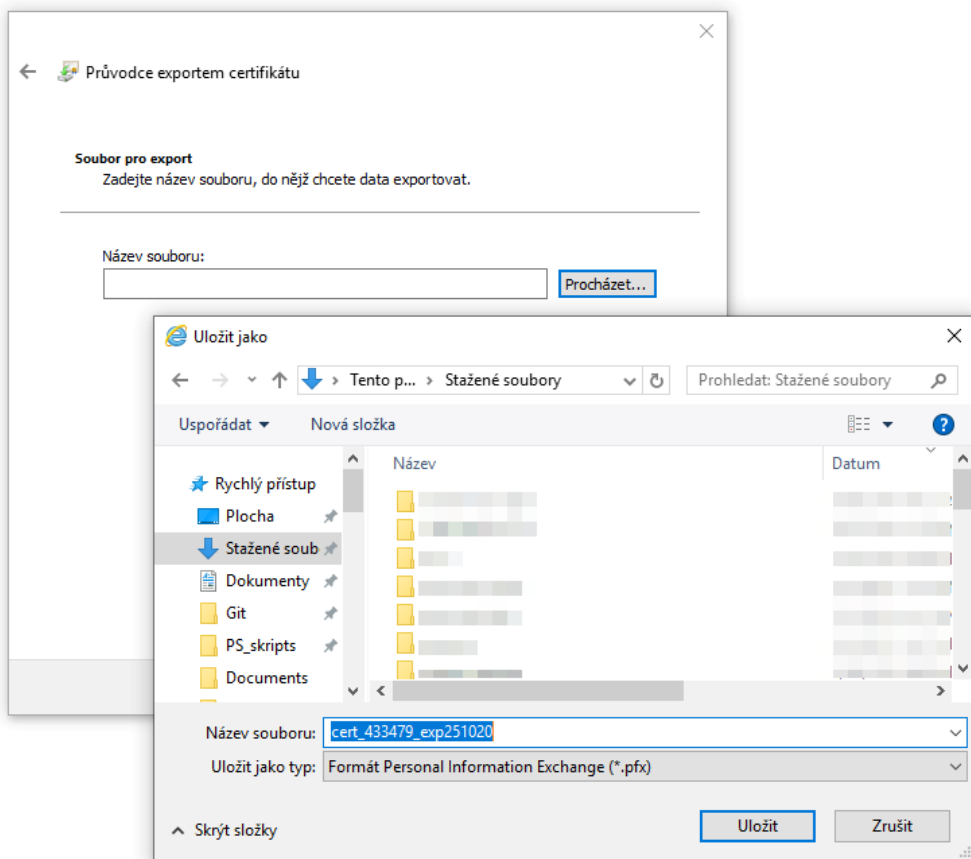 Průvodce exportem certifikátu
Soubor pro export
Zadejte název souboru, do nějž chcete data exportovat.
Název souboru:
Procházet...
Uložit jako
Tento p... › Stažené soubory
Prohledat: Stažené soubory
Uspořádat
Nová složka
?
Název
Datum
Rychlý přístup
Plocha
Stažené soub
Dokumenty
Git
PS_skripts
Documents
Název souboru: cert_433479_exp251020
Uložit jako typ: Formát Personal Information Exchange (*.pfx)
Skrýt složky
Uložit
Zrušit